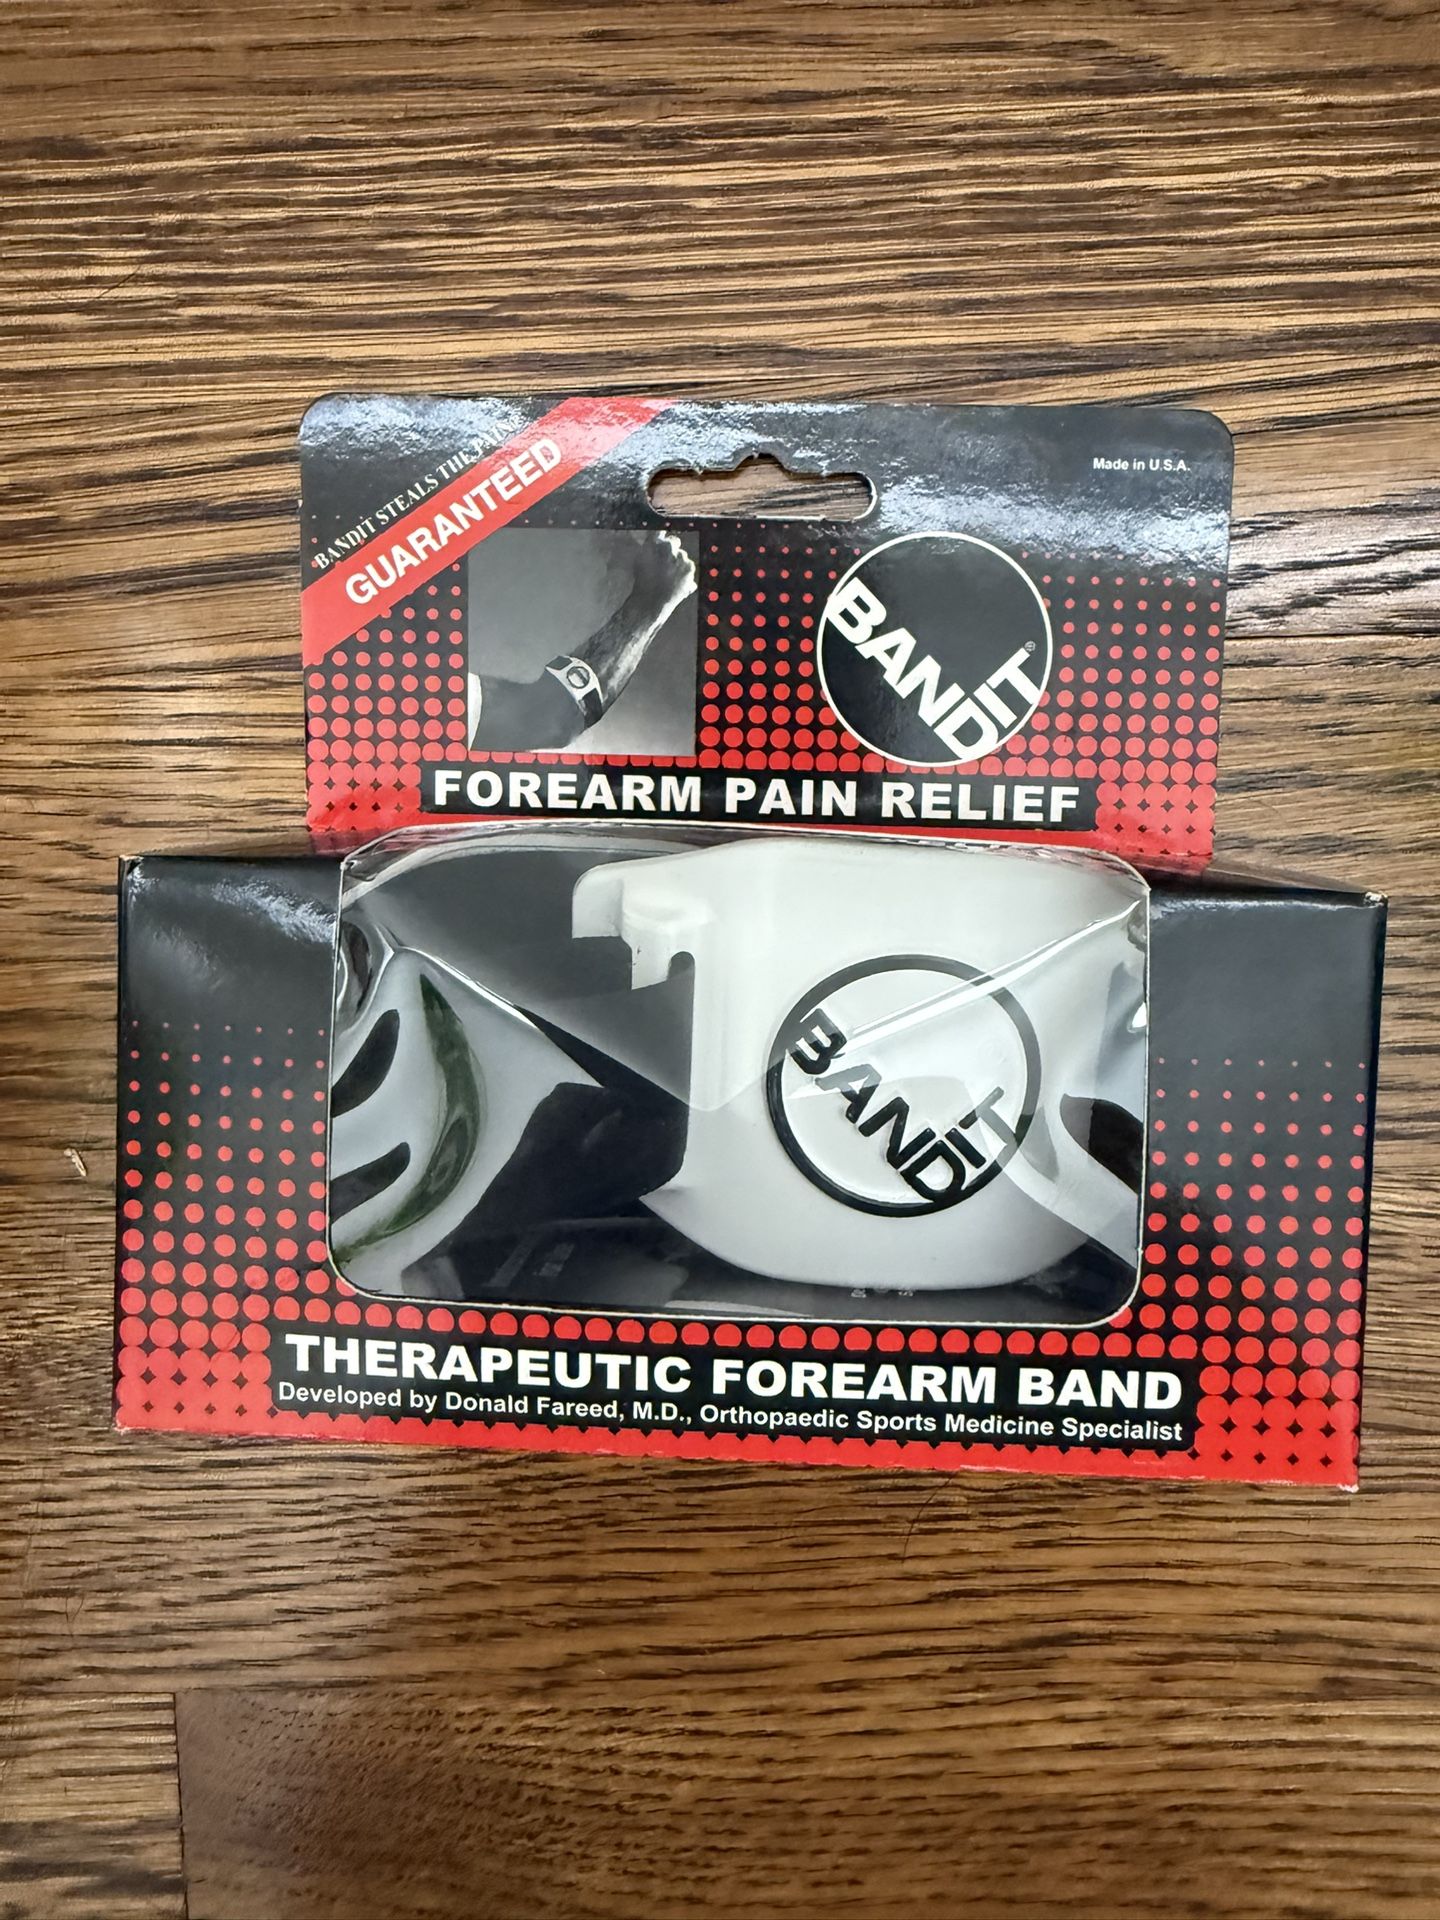 BANDIT STEALS THE PAIN
GUARANTEED
Made in U.S.A.
BANDIT®
FOREARM PAIN RELIEF
BANDIT
THERAPEUTIC FOREARM BAND
Developed by Donald Fareed, M.D., Orthopaedic Sports Medicine Specialist